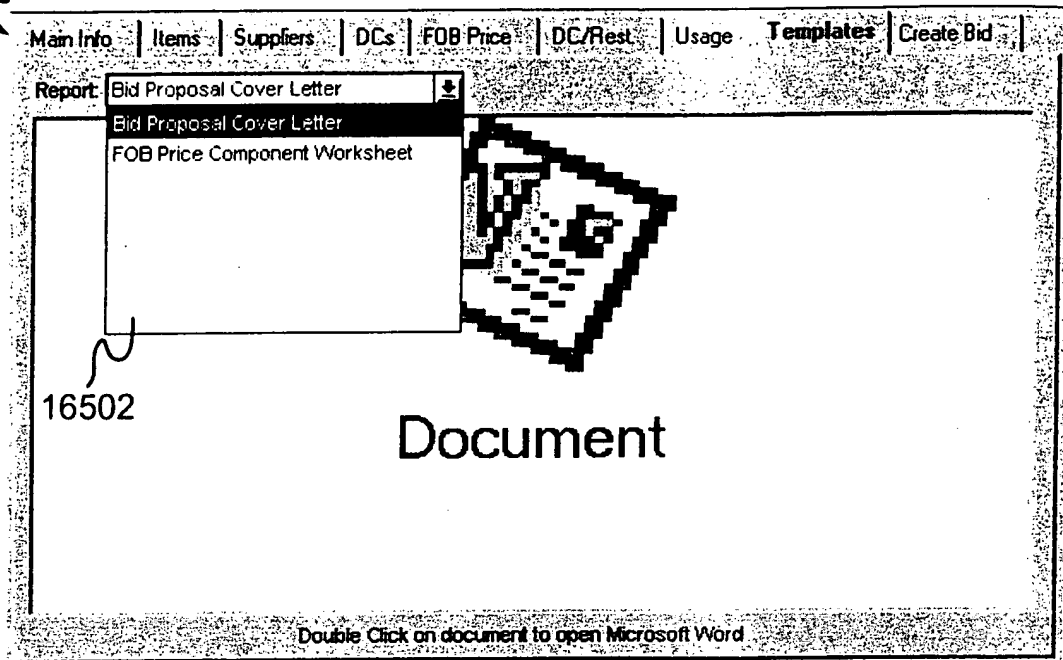 Main Info Items Suppliers DCs FOB Price DC/Rest Usage Templates Create Bid
Report: Bid Proposal Cover Letter
Bid Proposal Cover Letter
FOB Price Component Worksheet
16502
Document
Double Click on document to open Microsoft Word